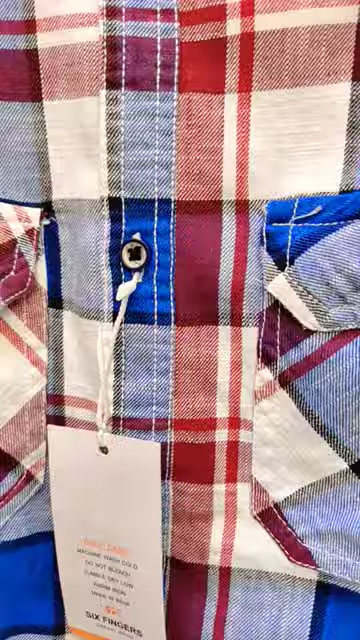 MACHINE WASH COLD
DO NOT BLEACH
TUMBLE DRY LOW
WARM IRON
MADE IN INDIA
SIX FINGERS